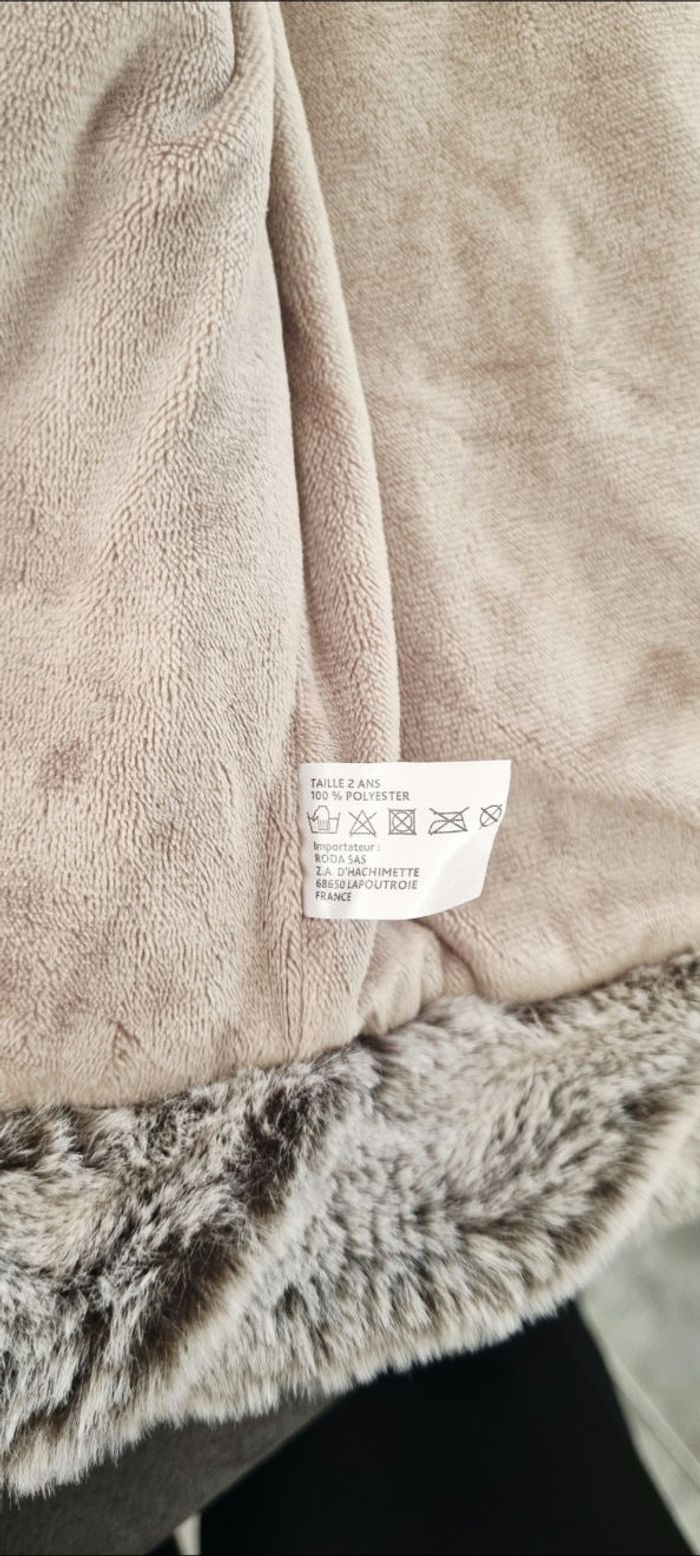 TAILLE 2 ANS
100 % POLYESTER
Importateur :
RODA SAS
Z.A. D'HACHIMETTE
68650 LAPOUTROIE
FRANCE